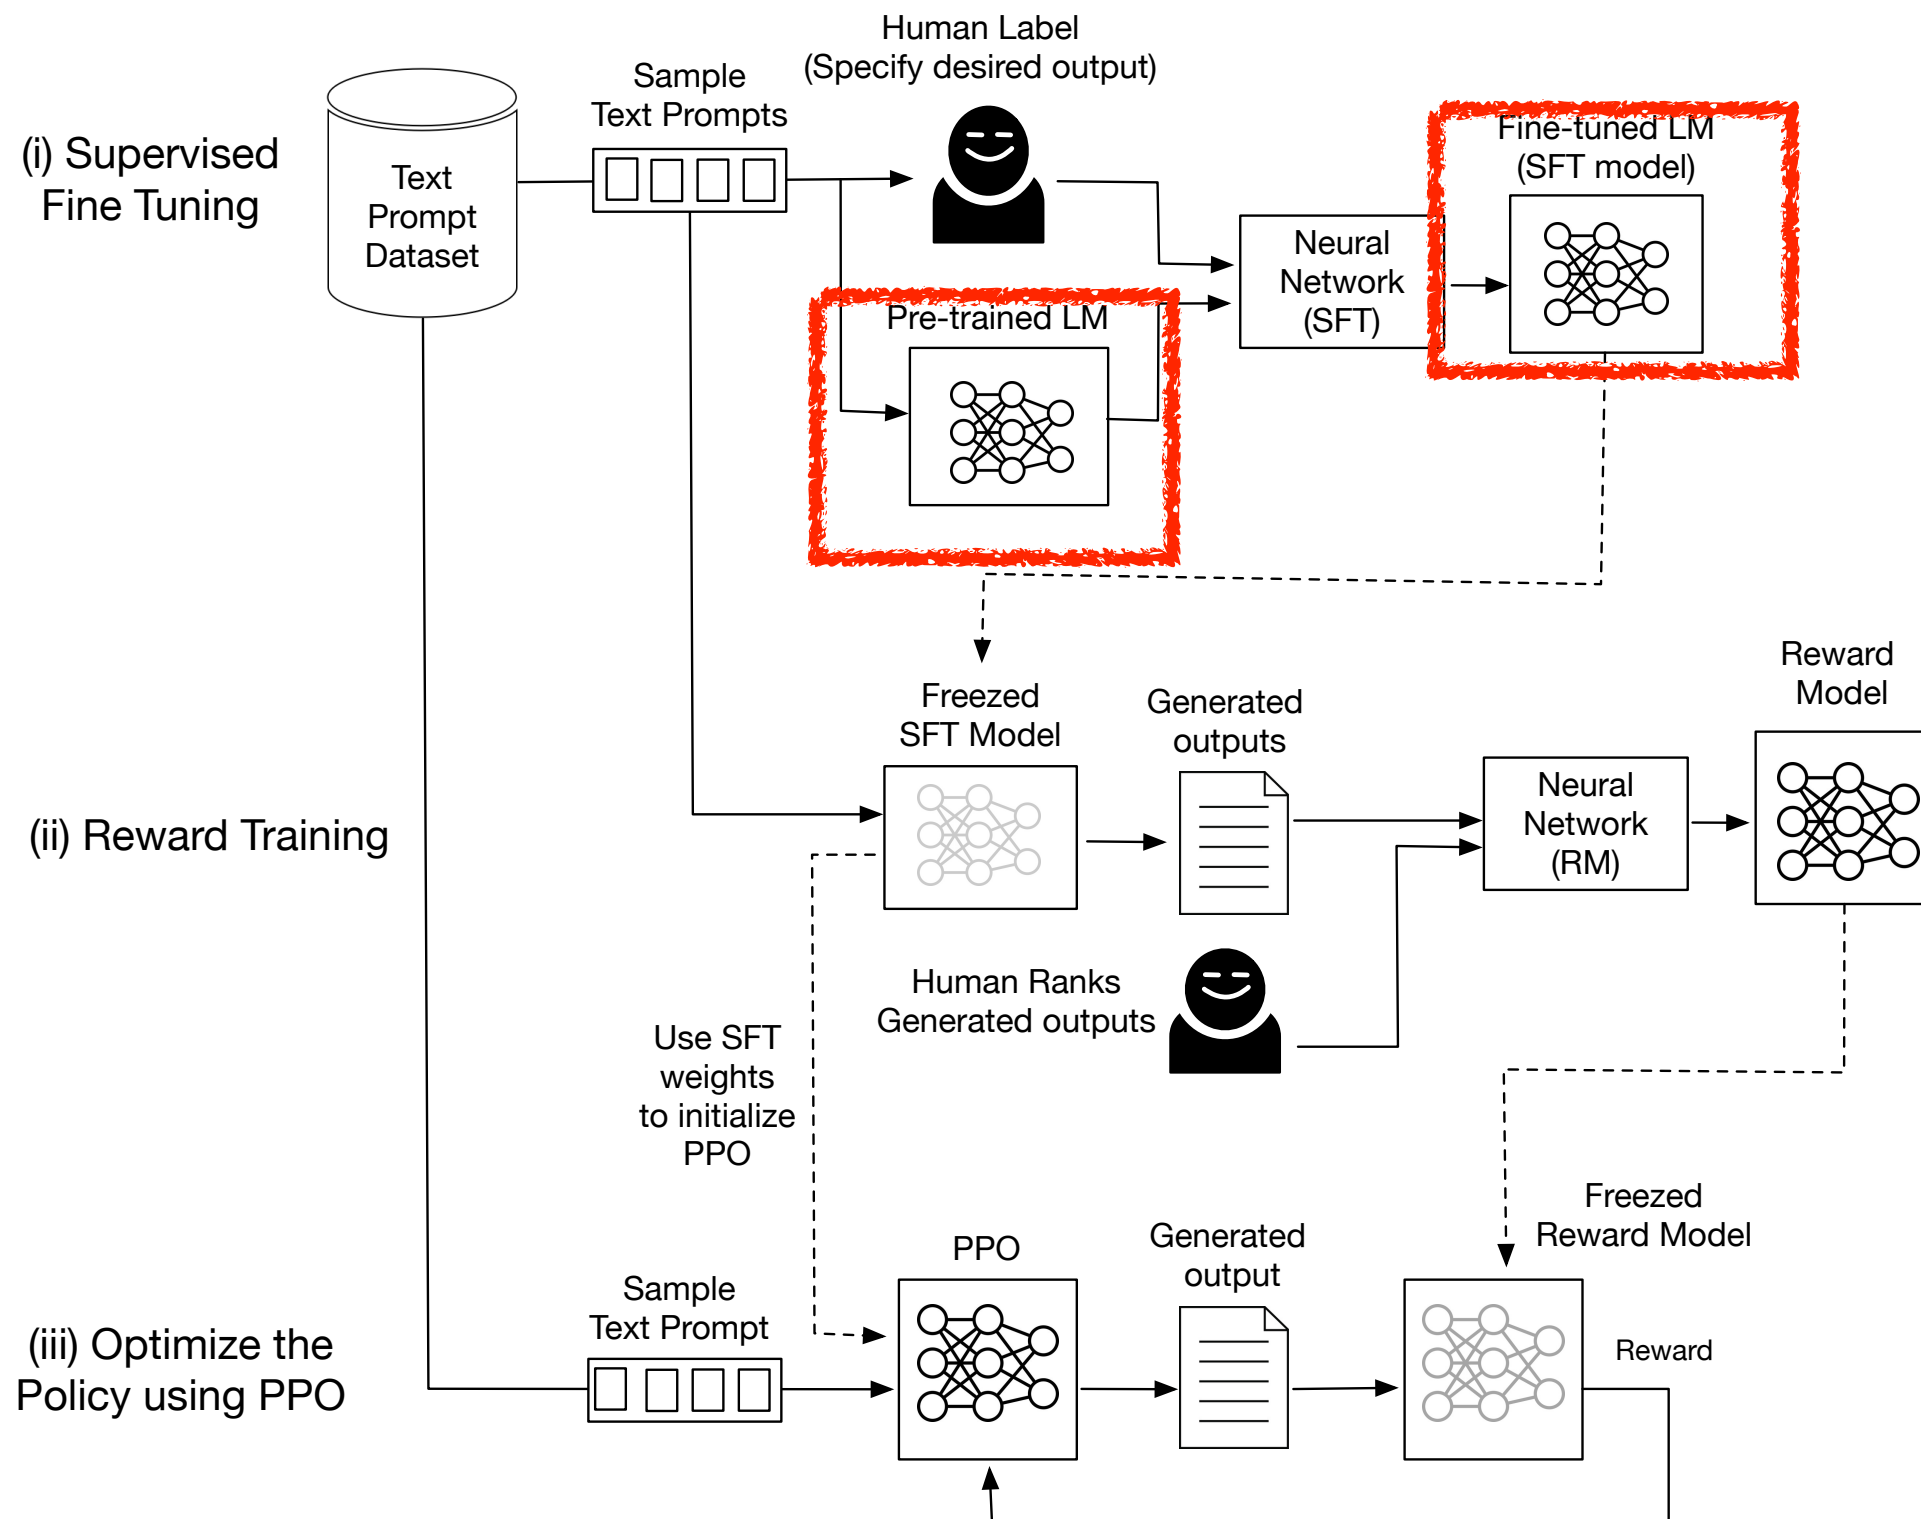 Human Label
(Specify desired output)
Sample
Text Prompts
(i) Supervised
Fine Tuning
Text
Prompt
Dataset
Fine-tuned LM
(SFT model)
Neural
Network
(SFT)
Pre-trained LM
Reward
Model
Freezed
SFT Model
Generated
outputs
(ii) Reward Training
Neural
Network
(RM)
Human Ranks
Generated outputs
Use SFT
weights
to initialize
PPO
Freezed
Reward Model
PPO
Generated
output
Sample
Text Prompt
(iii) Optimize the
Policy using PPO
Reward